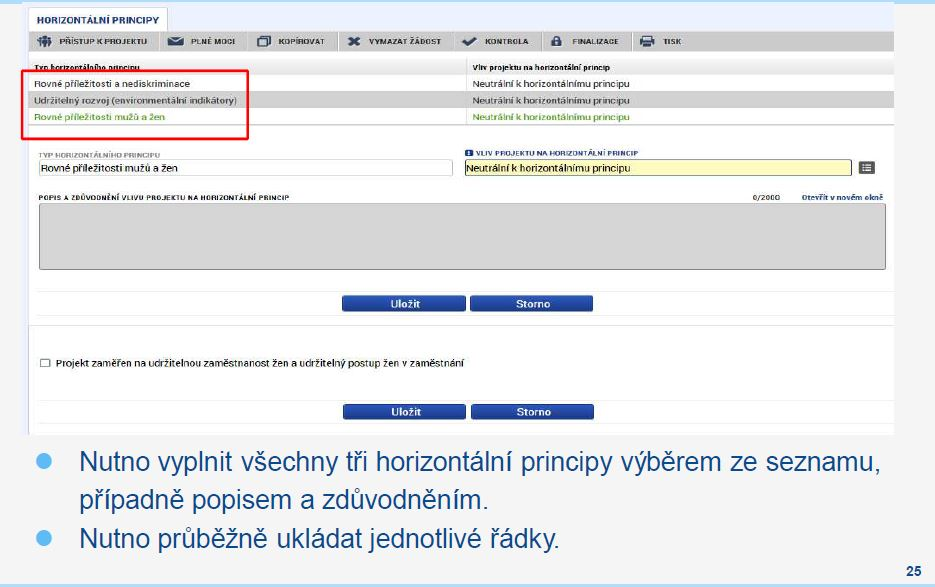 HORIZONTÁLNÍ PRINCIPY
PŘÍSTUP K PROJEKTU PLNÉ MOCI KOPÍROVAT VYMAZAT ŽÁDOST KONTROLA FINALIZACE TISK
Typ horizontálního principu Vliv projektu na horizontální princip
Rovné příležitosti a nediskriminace Neutrální k horizontálnímu principu
Udržitelný rozvoj (environmentální indikátory) Neutrální k horizontálnímu principu
Rovné příležitosti mužů a žen Neutrální k horizontálnímu principu
TYP HORIZONTÁLNÍHO PRINCIPU VLIV PROJEKTU NA HORIZONTÁLNÍ PRINCIP
Rovné příležitosti mužů a žen Neutrální k horizontálnímu principu
POPIS A ZDŮVODNĚNÍ VLIVU PROJEKTU NA HORIZONTÁLNÍ PRINCIP 0/2000 Otevřít v novém okně
Uložit Storno
Projekt zaměřen na udržitelnou zaměstnanost žen a udržitelný postup žen v zaměstnání
Uložit Storno
Nutno vyplnit všechny tři horizontální principy výběrem ze seznamu,
případně popisem a zdůvodněním.
Nutno průběžně ukládat jednotlivé řádky.
25